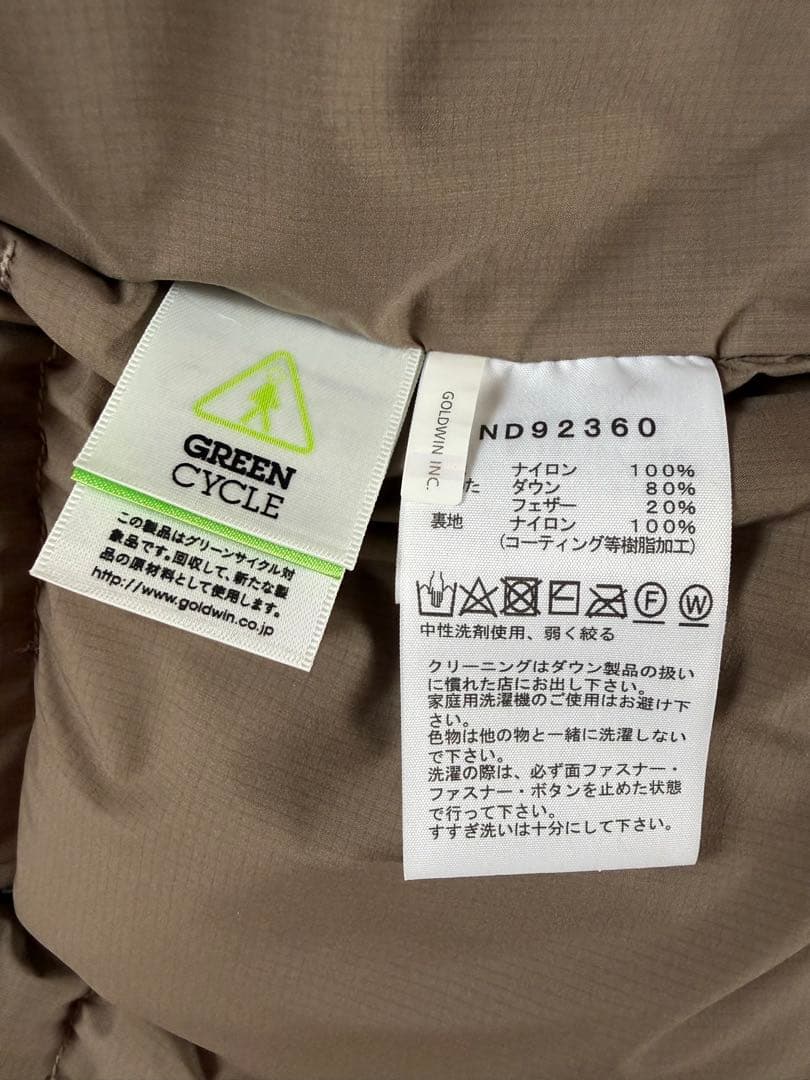 GREEN
CYCLE
この製品はグリーンサイクル対
象品です。回収して、新たな製
品の原材料として使用します。
http://www.goldwin.co.jp
GOLDWIN INC.
ND92360
ナイロン 100%
た ダウン 80%
フェザー 20%
裏地 ナイロン 100%
(コーティング等樹脂加工)
F W
中性洗剤使用、弱く絞る
クリーニングはダウン製品の扱い
に慣れた店にお出し下さい。
家庭用洗濯機のご使用はお避け下
さい。
色物は他の物と一緒に洗濯しない
で下さい。
洗濯の際は、必ず面ファスナー・
ファスナー・ボタンを止めた状態
で行って下さい。
すすぎ洗いは十分にして下さい。